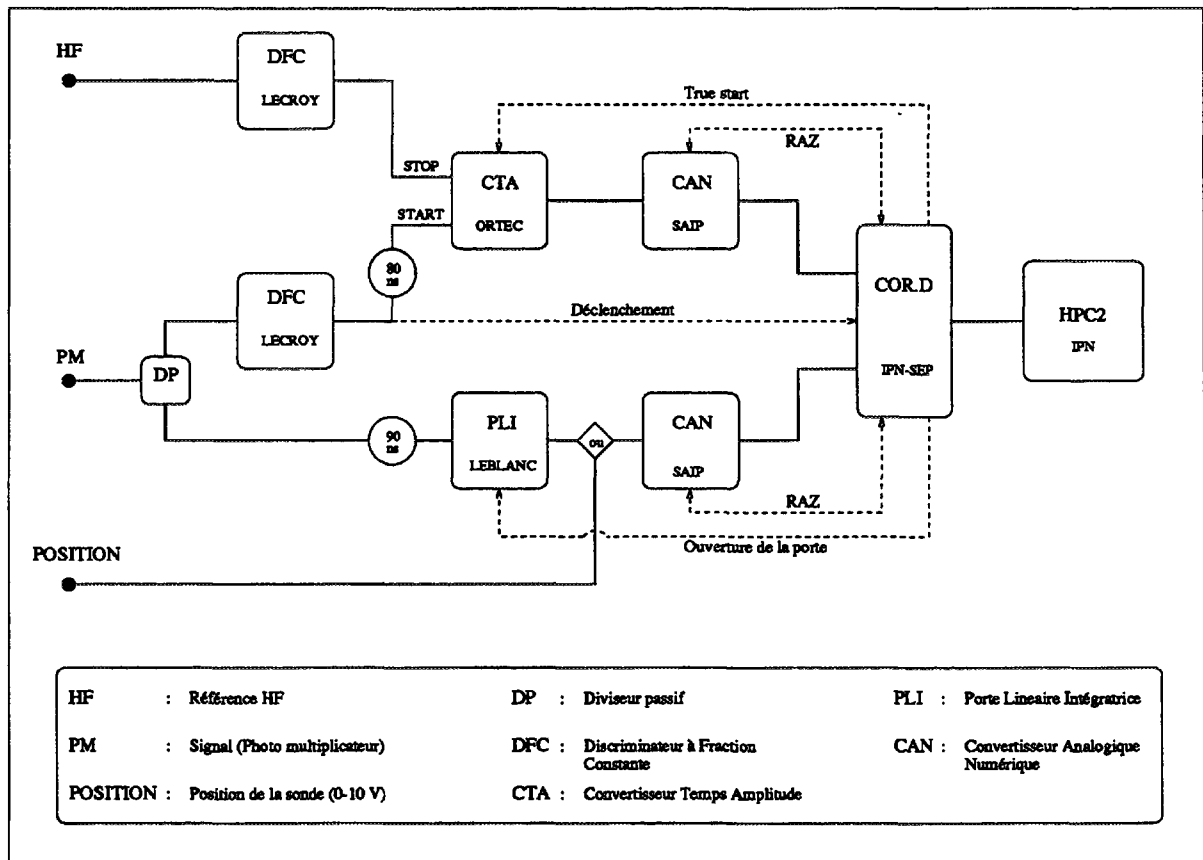 HF
DFC
LECROY
True start
RAZ
STOP
CTA
ORTEC
CAN
SAIP
START
80
ns
COR.D
IPN-SEP
HPC2
IPN
DFC
LECROY
Déclenchement
PM
DP
90
ns
PLI
LEBLANC
ou
CAN
SAIP
RAZ
Ouverture de la porte
POSITION
HF : Référence HF
PM : Signal (Photo multiplicateur)
POSITION : Position de la sonde (0-10 V)
DP : Diviseur passif
DFC : Discriminateur à Fraction
Constante
CTA : Convertisseur Temps Amplitude
PLI : Porte Lineaire Intégratrice
CAN : Convertisseur Analogique
Numérique